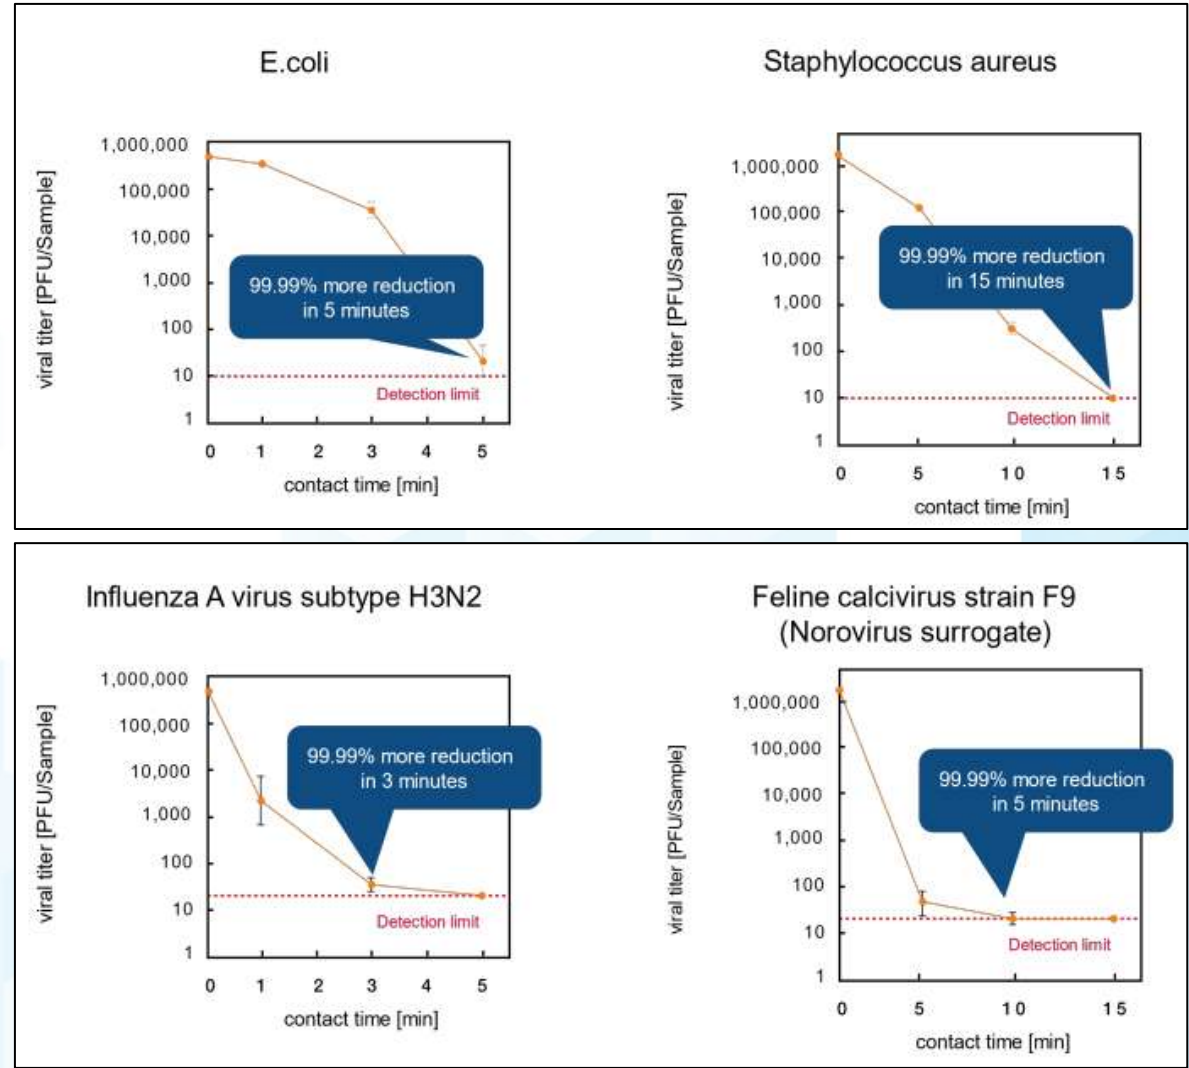 E.coli
viral titer [PFU/Sample]
1,000,000
100,000
10,000
1,000
100
10
1
99.99% more reduction
in 5 minutes
Detection limit
0 1 2 3 4 5
contact time [min]
Staphylococcus aureus
viral titer [PFU/Sample]
1,000,000
100,000
10,000
1,000
100
10
1
99.99% more reduction
in 15 minutes
Detection limit
0 5 10 15
contact time [min]
Influenza A virus subtype H3N2
viral titer [PFU/Sample]
1,000,000
100,000
10,000
1,000
100
10
1
99.99% more reduction
in 3 minutes
Detection limit
0 1 2 3 4 5
contact time [min]
Feline calcivirus strain F9
(Norovirus surrogate)
viral titer [PFU/Sample]
1,000,000
100,000
10,000
1,000
100
10
1
99.99% more reduction
in 5 minutes
Detection limit
0 5 10 15
contact time [min]